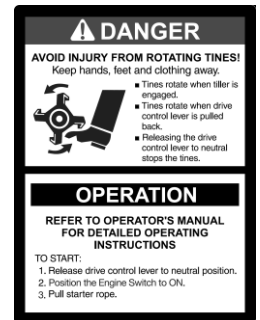 DANGER
AVOID INJURY FROM ROTATING TINES!
Keep hands, feet and clothing away.
■ Tines rotate when tiller is
engaged.
■ Tines rotate when drive
control lever is pulled
back.
■ Releasing the drive
control lever to neutral
stops the tines.
OPERATION
REFER TO OPERATOR'S MANUAL
FOR DETAILED OPERATING
INSTRUCTIONS
TO START:
1. Release drive control lever to neutral position.
2. Position the Engine Switch to ON.
3. Pull starter rope.